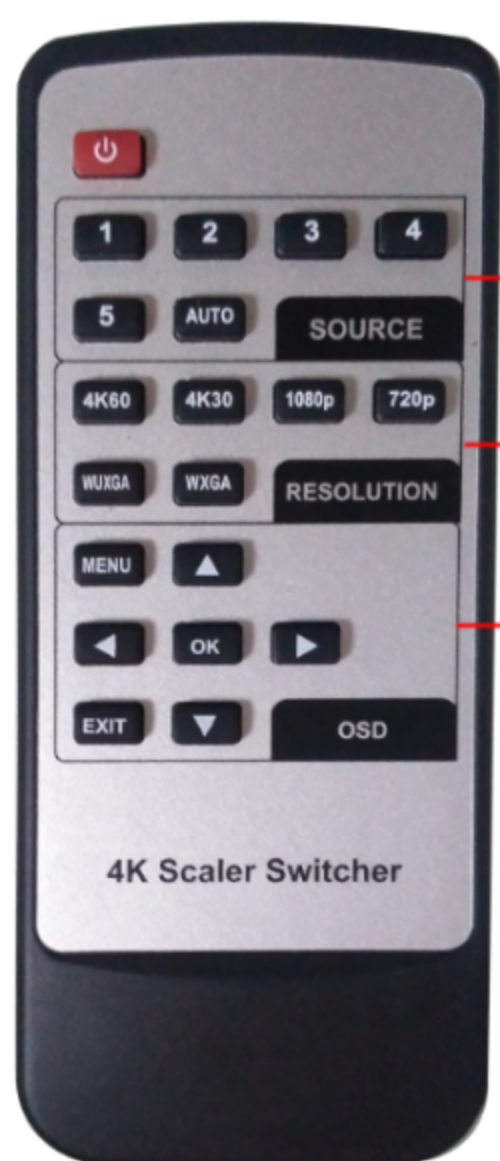 1 2 3 4
5 AUTO SOURCE
4K60 4K30 1080p 720p
WUXGA WXGA RESOLUTION
MENU
OK
EXIT OSD
4K Scaler Switcher